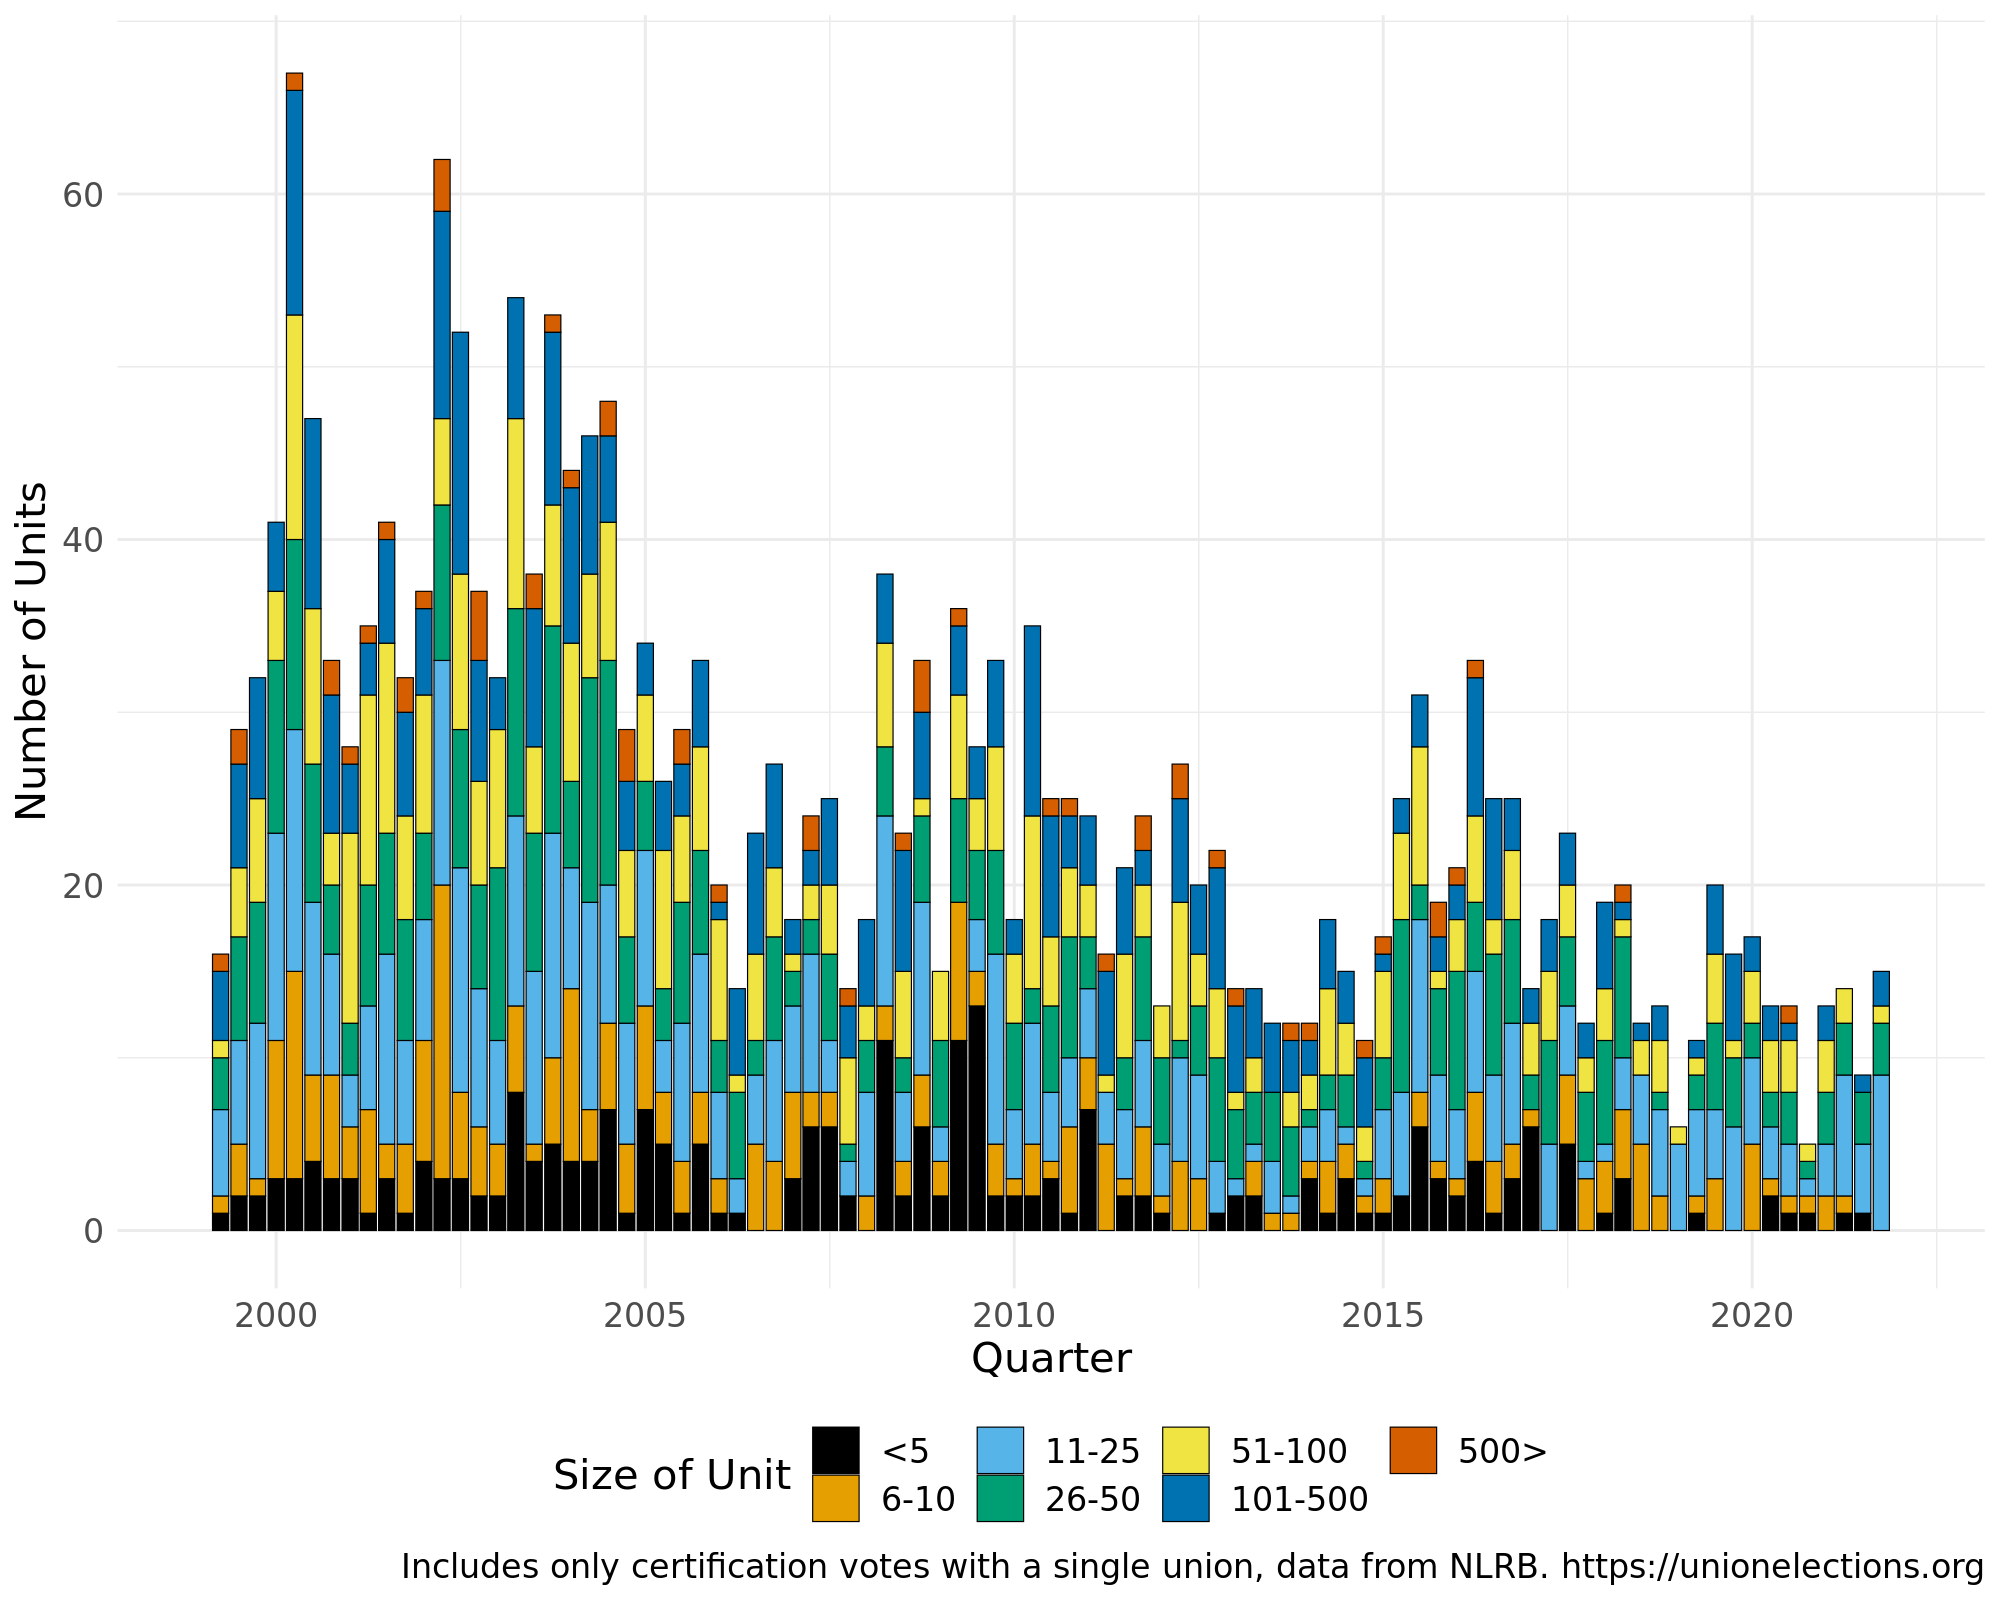 Number of Units
60
40
20
0
2000 2005 2010 2015 2020
Quarter
Size of Unit
<5 11-25 51-100 500>
6-10 26-50 101-500
Includes only certification votes with a single union, data from NLRB. https://unionelections.org